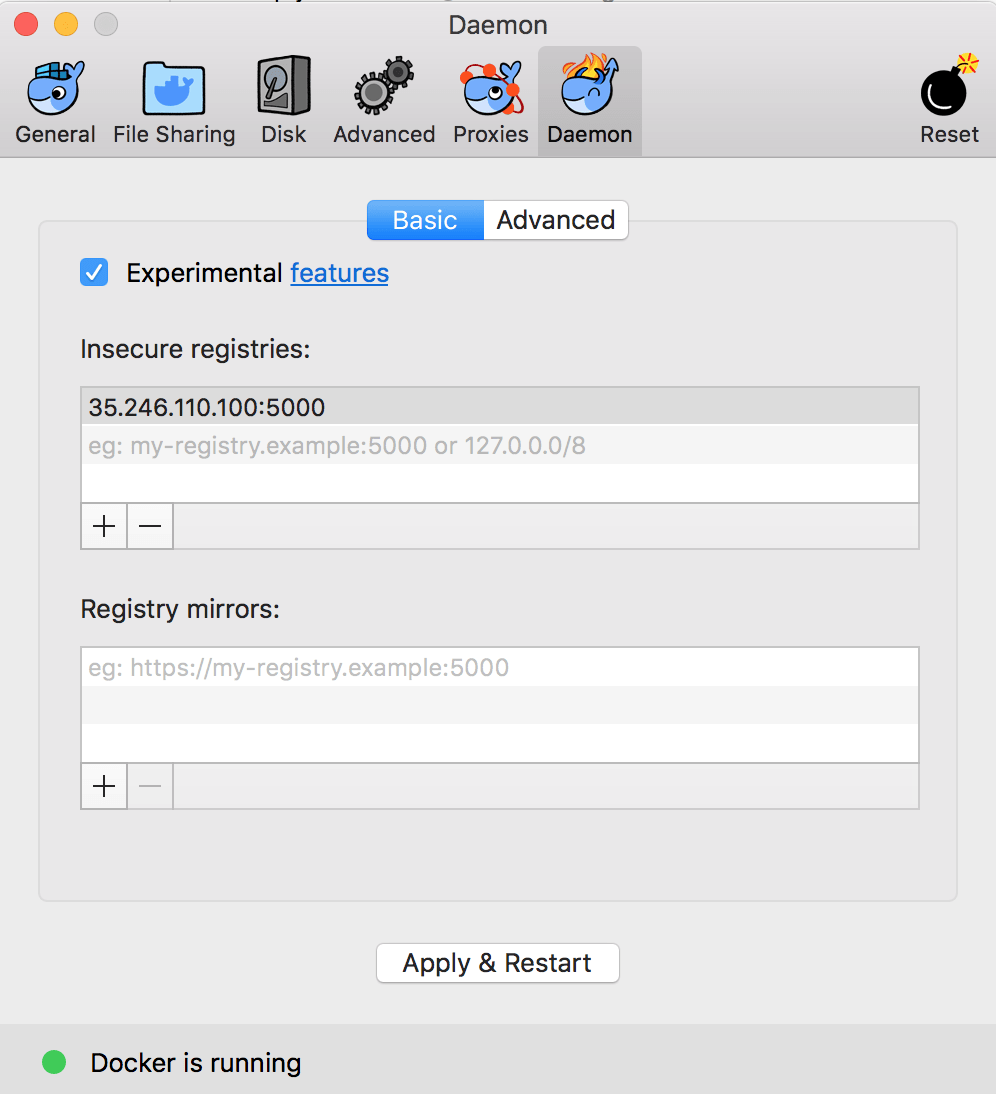 Daemon
General File Sharing Disk Advanced Proxies Daemon Reset
Basic Advanced
Experimental features
Insecure registries:
35.246.110.100:5000
eg: my-registry.example:5000 or 127.0.0.0/8
Registry mirrors:
eg: https://my-registry.example:5000
Apply & Restart
Docker is running